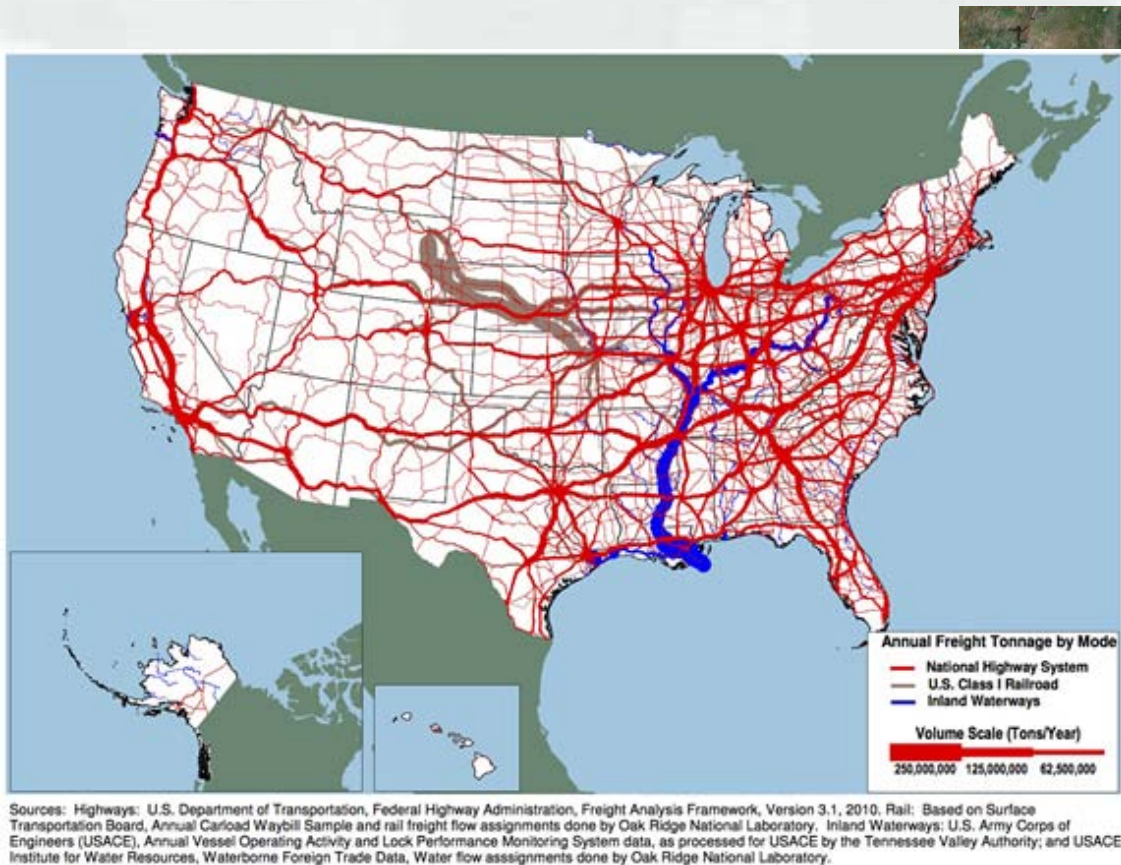 Annual Freight Tonnage by Mode
National Highway System
U.S. Class I Railroad
Inland Waterways
Volume Scale (Tons/Year)
250,000,000 125,000,000 62,500,000
Sources: Highways: U.S. Department of Transportation, Federal Highway Administration, Freight Analysis Framework, Version 3.1, 2010. Rail: Based on Surface
Transportation Board, Annual Carload Waybill Sample and rail freight flow assignments done by Oak Ridge National Laboratory. Inland Waterways: U.S. Army Corps of
Engineers (USACE), Annual Vessel Operating Activity and Lock Performance Monitoring System data, as processed for USACE by the Tennessee Valley Authority; and USACE,
Institute for Water Resources, Waterborne Foreign Trade Data, Water flow asssignments done by Oak Ridge National Laboratory.